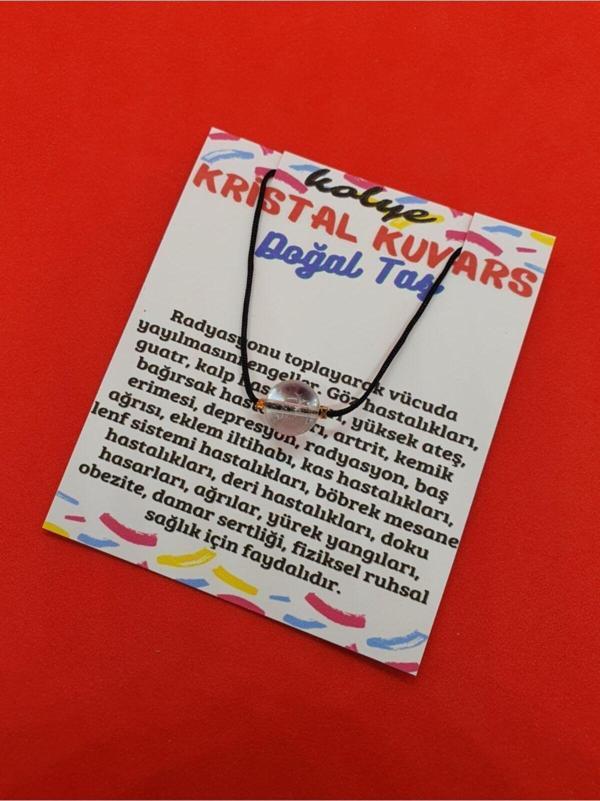 kolye
KRİSTAL KUVARS
Doğal Taş
Radyasyonu toplayarak vücuda
yayılmasını engeller. Göz hastalıkları,
guatr, kalp yüksek ateş,
bağırsak artrit, kemik
erimesi, depresyon, radyasyon, baş
ağrısı, eklem iltihabı, kas hastalıkları,
lenf sistemi hastalıkları, böbrek mesane
hastalıkları, deri hastalıkları, doku
hasarları, ağrılar, yürek yangıları,
obezite, damar sertliği, fiziksel ruhsal
sağlık için faydalıdır.